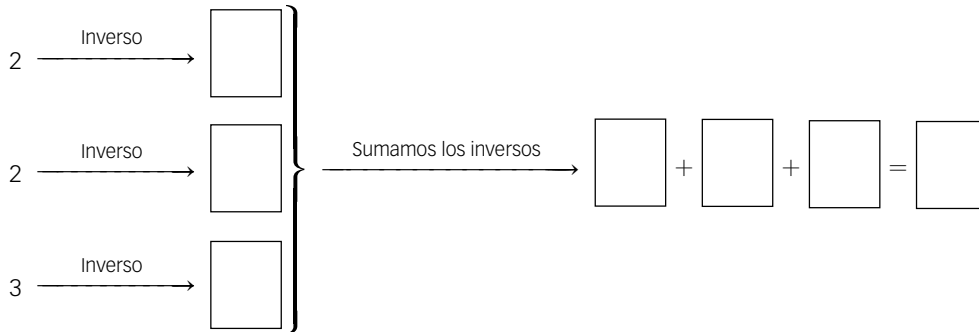 Inverso
2
Inverso
2
Sumamos los inversos
+ + =
Inverso
3